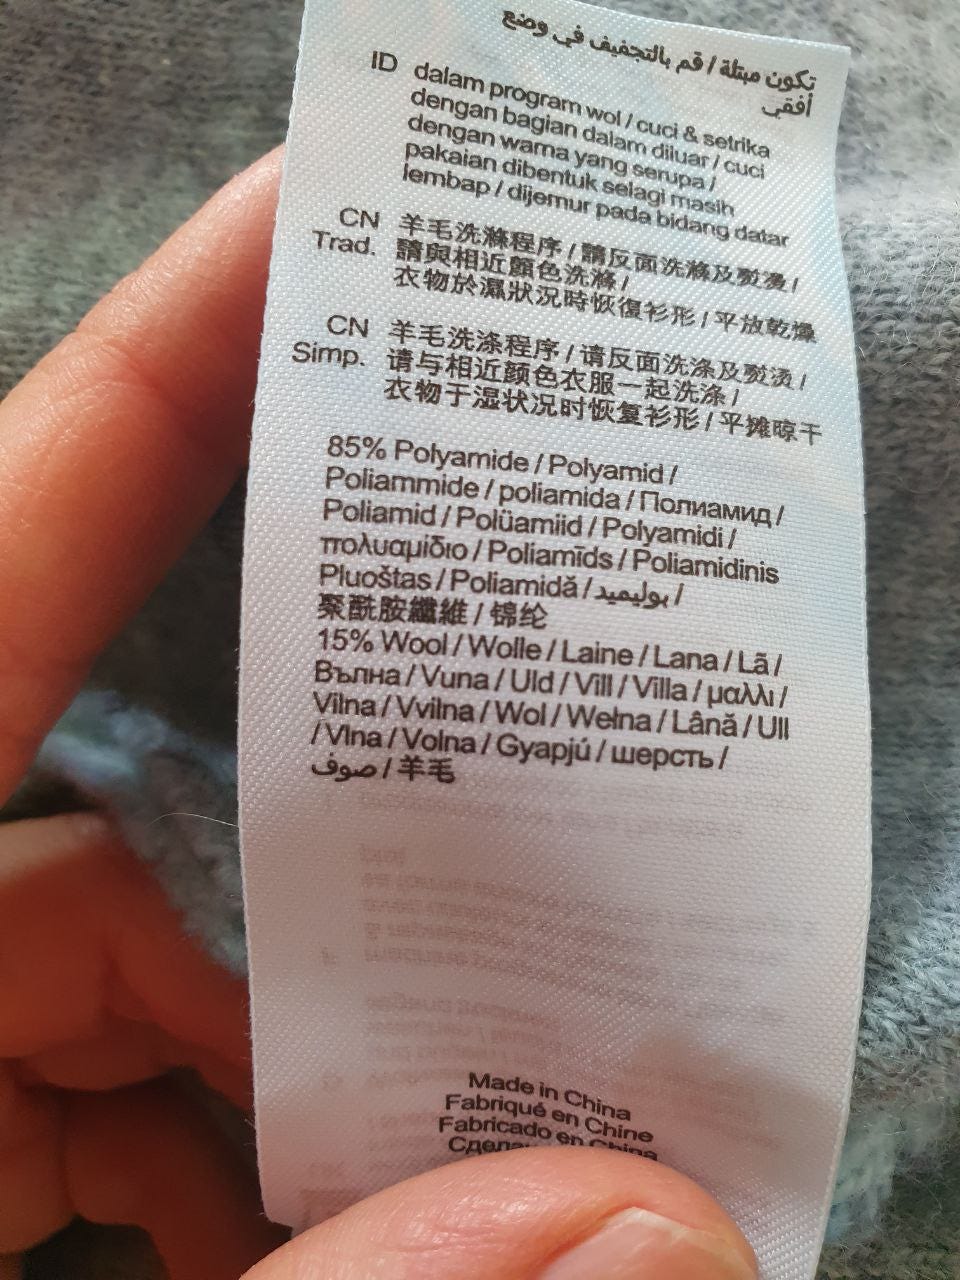 تكون مبتلة / قم بالتجفيف في وضع
أفقي
ID dalam program wol / cuci & setrika
dengan bagian dalam diluar / cuci
dengan warna yang serupa /
pakaian dibentuk selagi masih
lembap / dijemur pada bidang datar
CN 羊毛洗滌程序 / 請反面洗滌及熨燙 /
Trad. 請與相近顏色洗滌 /
衣物於濕狀況時恢復衫形 / 平放乾燥
CN 羊毛洗涤程序 / 请反面洗涤及熨烫 /
Simp. 请与相近颜色衣服一起洗涤 /
衣物于湿状况时恢复衫形 / 平摊晾干
85% Polyamide / Polyamid /
Poliammide / poliamida / Полиамид /
Poliamid / Polüamiid / Polyamidi /
πολυαμίδιο / Poliamīds / Poliamidinis
Pluoštas / Poliamidă / بوليميد /
聚酰胺纖維 / 锦纶
15% Wool / Wolle / Laine / Lana / Lã /
Вълна / Vuna / Uld / Vill / Villa / μαλλι /
Vilna / Vvilna / Wol / Wełna / Lână / Ull
/ Vlna / Volna / Gyapjú / шерсть /
صوف / 羊毛
Made in China
Fabriqué en Chine
Fabricado en China